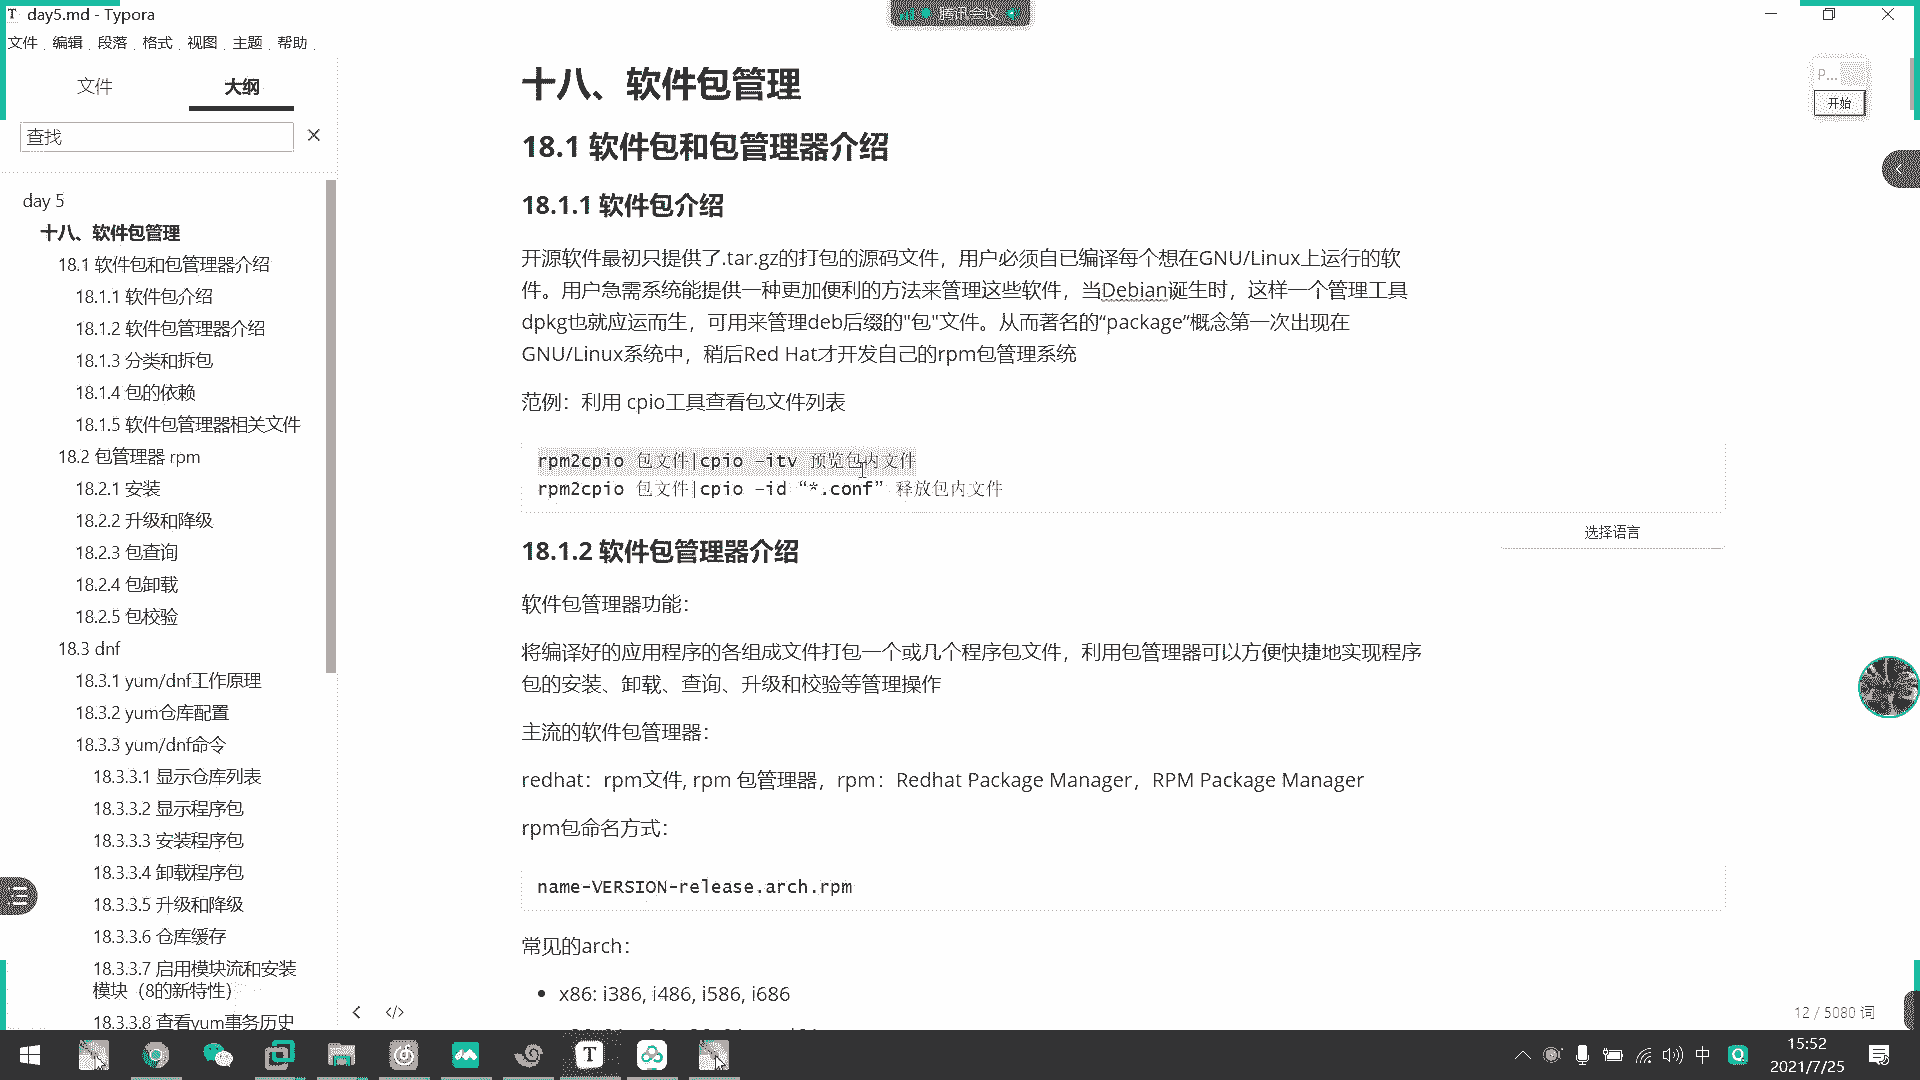 day5.md - Typora
腾讯会议
文件 编辑 段落 格式 视图 主题 帮助
文件 大纲
查找
day 5
十八、软件包管理
18.1 软件包和包管理器介绍
18.1.1 软件包介绍
18.1.2 软件包管理器介绍
18.1.3 分类和拆包
18.1.4 包的依赖
18.1.5 软件包管理器相关文件
18.2 包管理器 rpm
18.2.1 安装
18.2.2 升级和降级
18.2.3 包查询
18.2.4 包卸载
18.2.5 包校验
18.3 dnf
18.3.1 yum/dnf工作原理
18.3.2 yum仓库配置
18.3.3 yum/dnf命令
18.3.3.1 显示仓库列表
18.3.3.2 显示程序包
18.3.3.3 安装程序包
18.3.3.4 卸载程序包
18.3.3.5 升级和降级
18.3.3.6 仓库缓存
18.3.3.7 启用模块流和安装
模块（8的新特性）
18.3.3.8 查看yum事务历史
十八、软件包管理
18.1 软件包和包管理器介绍
18.1.1 软件包介绍
开源软件最初只提供了.tar.gz的打包的源码文件，用户必须自已编译每个想在GNU/Linux上运行的软
件。用户急需系统能提供一种更加便利的方法来管理这些软件，当Debian诞生时，这样一个管理工具
dpkg也就应运而生，可用来管理deb后缀的"包"文件。从而著名的“package”概念第一次出现在
GNU/Linux系统中，稍后Red Hat才开发自己的rpm包管理系统
范例：利用 cpio工具查看包文件列表
rpm2cpio 包文件|cpio –itv 预览包内文件
rpm2cpio 包文件|cpio –id “*.conf” 释放包内文件
选择语言
18.1.2 软件包管理器介绍
软件包管理器功能：
将编译好的应用程序的各组成文件打包一个或几个程序包文件，利用包管理器可以方便快捷地实现程序
包的安装、卸载、查询、升级和校验等管理操作
主流的软件包管理器：
redhat：rpm文件, rpm 包管理器，rpm：Redhat Package Manager，RPM Package Manager
rpm包命名方式：
name-VERSION-release.arch.rpm
常见的arch：
x86: i386, i486, i586, i686
P...
开始
12 / 5080 词
中
15:52
2021/7/25